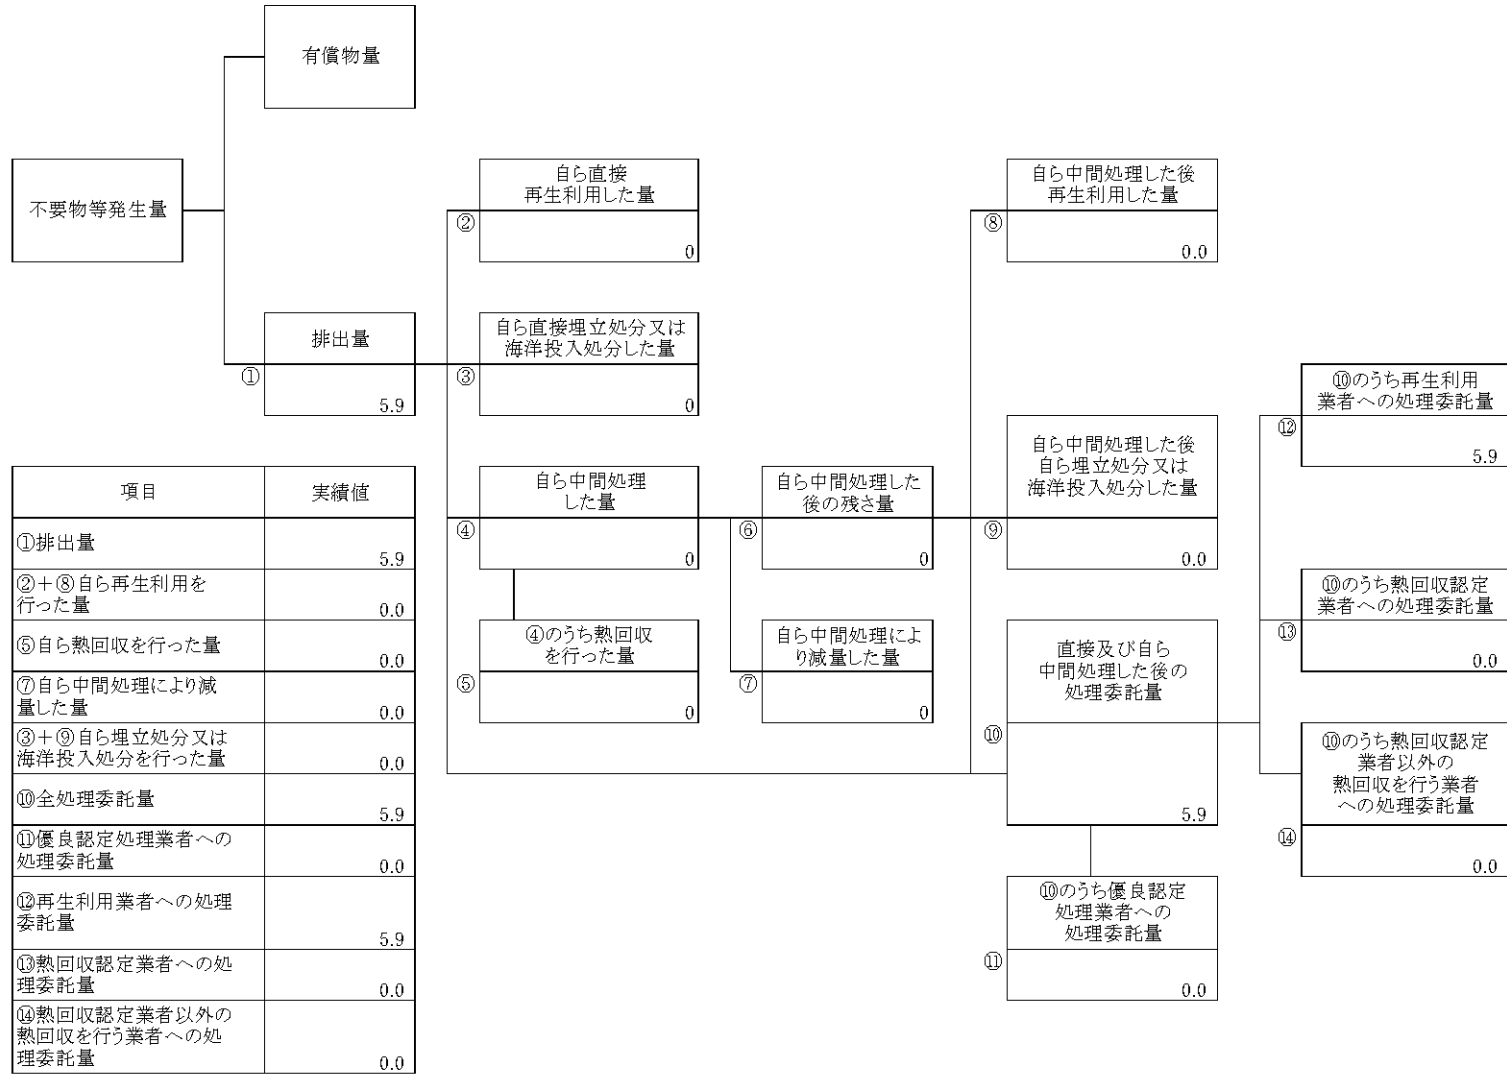 有償物量
不要物等発生量
自ら直接
再生利用した量
②
0
自ら中間処理した後
再生利用した量
⑧
0.0
排出量
①
5.9
自ら直接埋立処分又は
海洋投入処分した量
③
0
⑩のうち再生利用
業者への処理委託量
⑫
5.9
自ら中間処理
した量
④
0
自ら中間処理した
後の残さ量
⑥
0
自ら中間処理した後
自ら埋立処分又は
海洋投入処分した量
⑨
0.0
⑩のうち熱回収認定
業者への処理委託量
⑬
0.0
④のうち熱回収
を行った量
⑤
0
自ら中間処理によ
り減量した量
⑦
0
直接及び自ら
中間処理した後の
処理委託量
⑩
5.9
⑩のうち熱回収認定
業者以外の
熱回収を行う業者
への処理委託量
⑭
0.0
⑩のうち優良認定
処理業者への
処理委託量
⑪
0.0
項目 実績値
①排出量
5.9
②+⑧自ら再生利用を
行った量
0.0
⑤自ら熱回収を行った量
0.0
⑦自ら中間処理により減
量した量
0.0
③+⑨自ら埋立処分又は
海洋投入処分を行った量
0.0
⑩全処理委託量
5.9
⑪優良認定処理業者への
処理委託量
0.0
⑫再生利用業者への処理
委託量
5.9
⑬熱回収認定業者への処
理委託量
0.0
⑭熱回収認定業者以外の
熱回収を行う業者への処
理委託量
0.0